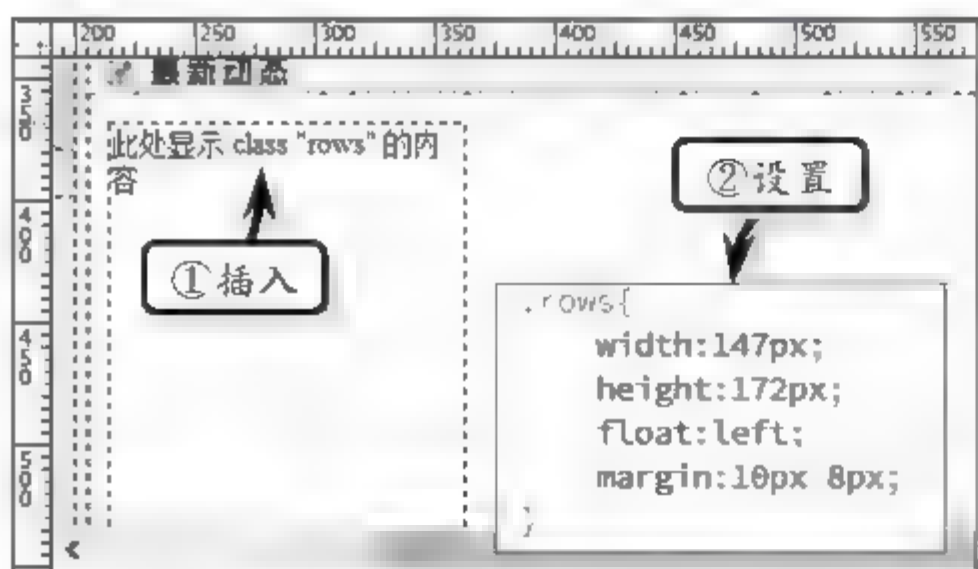 200 250 300 350 400 450 500 550
最新动态
350
此处显示 class "rows" 的内
容
②设置
400
①插入
.rows{
450
width:147px;
height:172px;
float:left;
500
margin:10px 8px;
}